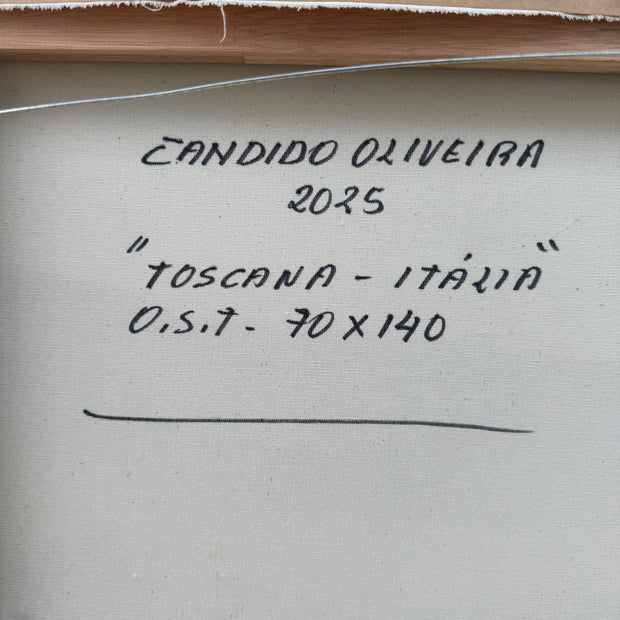 CANDIDO OLIVEIRA
2025
"TOSCANA - ITÁLIA"
O.S.T- 70 X 140